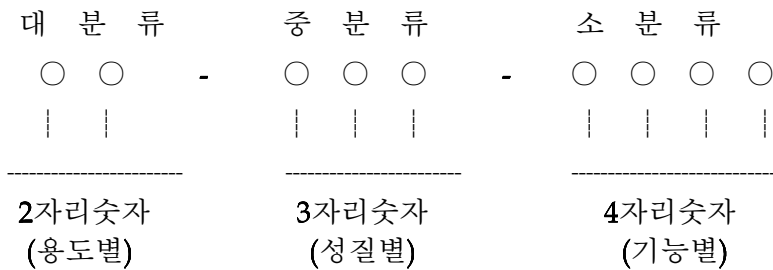 대 분 류 중 분 류 소 분 류
○ ○ - ○ ○ ○ - ○ ○ ○ ○
2자리숫자 3자리숫자 4자리숫자
(용도별) (성질별) (기능별)